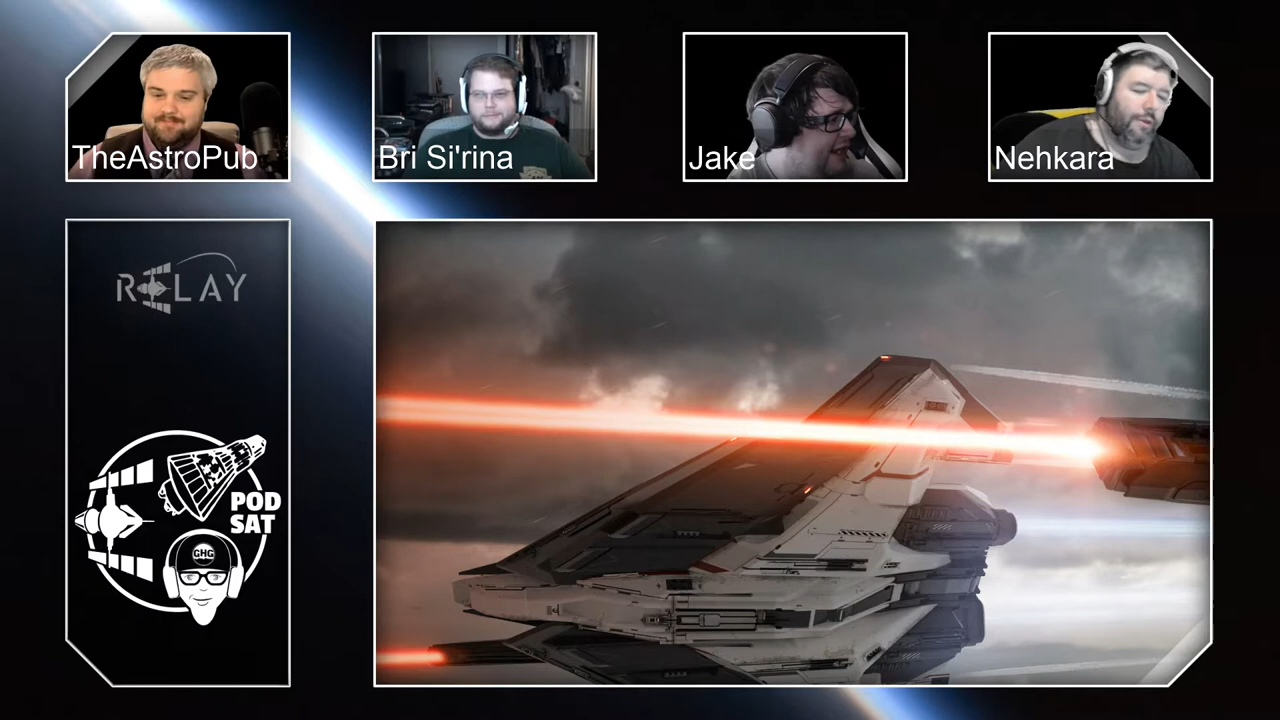 TheAstroPub
Bri Si'rina
Jake
Nehkara
RELAY
POD
SAT
GHG